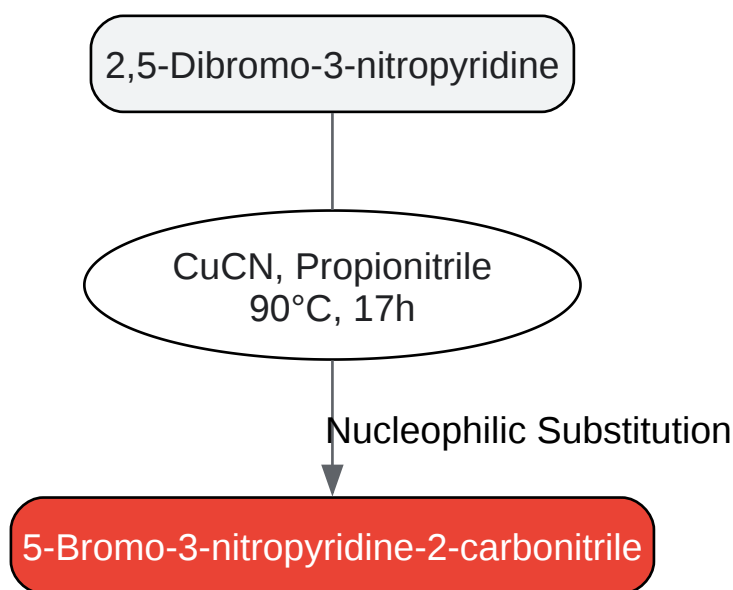 2,5-Dibromo-3-nitropyridine
CuCN, Propionitrile
90°C, 17h
Nucleophilic Substitution
5-Bromo-3-nitropyridine-2-carbonitrile